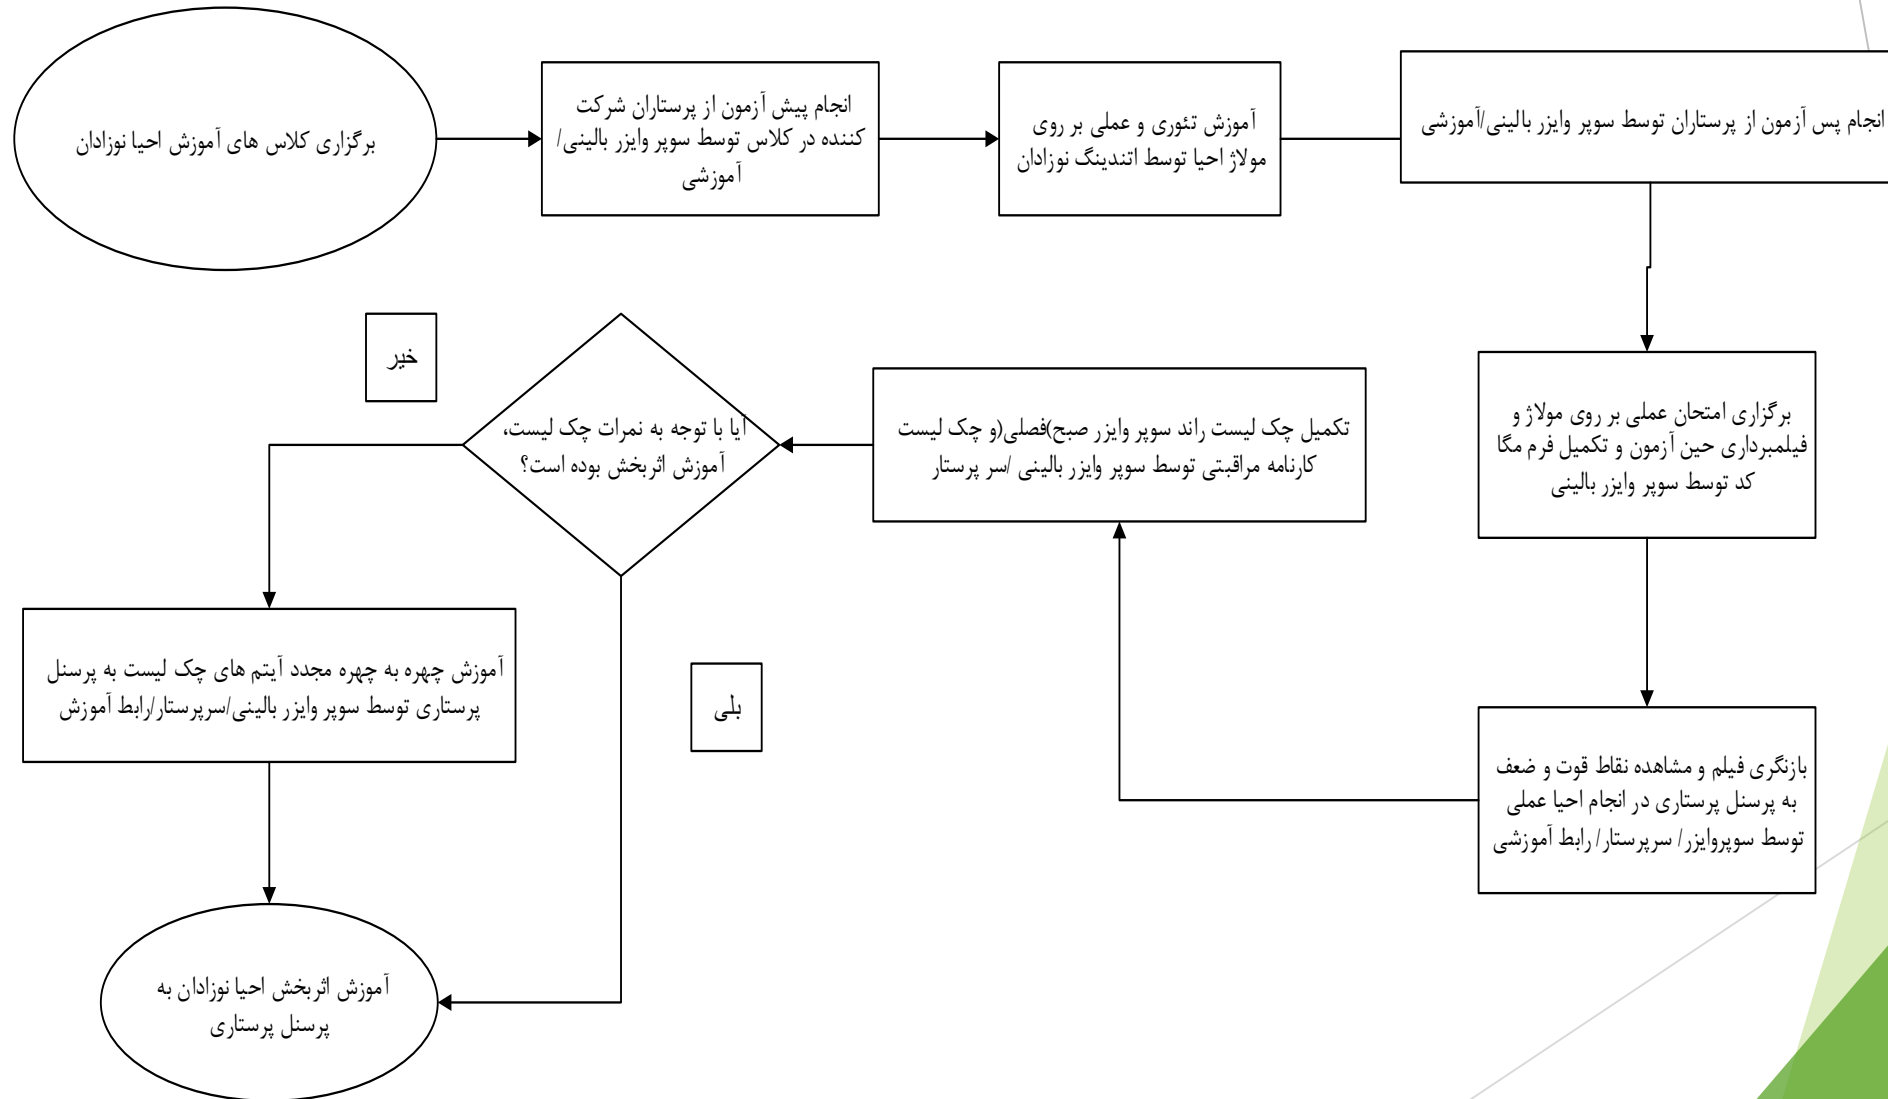 برگزاری کلاس های آموزش احیا نوزادان
انجام پیش آزمون از پرستاران شرکت
کننده در کلاس توسط سوپر وایزر بالینی/
آموزشی
آموزش تئوری و عملی بر روی
مولاژ احیا توسط اتندینگ نوزادان
انجام پس آزمون از پرستاران توسط سوپر وایزر بالینی/آموزشی
برگزاری امتحان عملی بر روی مولاژ و
فیلمبرداری حین آزمون و تکمیل فرم مگا
کد توسط سوپر وایزر بالینی
بازنگری فیلم و مشاهده نقاط قوت و ضعف
به پرسنل پرستاری در انجام احیا عملی
توسط سوپروایزر/ سرپرستار/ رابط آموزشی
تکمیل چک لیست راند سوپر وایزر صبح)فصلی(و چک لیست
کارنامه مراقبتی توسط سوپر وایزر بالینی /سر پرستار
آیا با توجه به نمرات چک لیست،
آموزش اثربخش بوده است؟
خیر
بلی
آموزش چهره به چهره مجدد آیتم های چک لیست به پرسنل
پرستاری توسط سوپر وایزر بالینی/سرپرستار/رابط آموزش
آموزش اثربخش احیا نوزادان به
پرسنل پرستاری